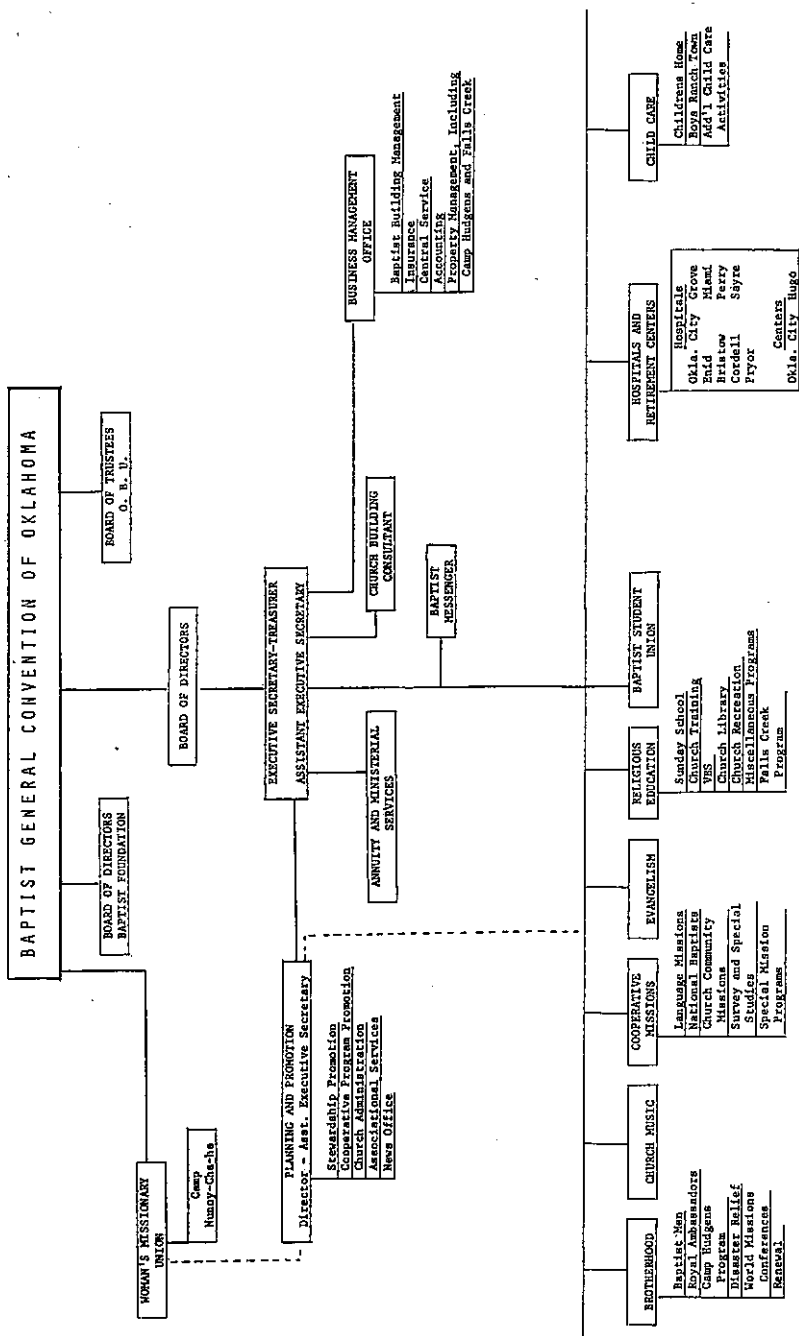 BAPTIST GENERAL CONVENTION OF OKLAHOMA
BOARD OF DIRECTORS
BAPTIST FOUNDATION
BOARD OF DIRECTORS
BOARD OF TRUSTEES
O. B. U.
WOMAN'S MISSIONARY
UNION
Camp
Nunny-Cha-ha
EXECUTIVE SECRETARY-TREASURER
ASSISTANT EXECUTIVE SECRETARY
PLANNING AND PROMOTION
Director - Asst. Executive Secretary
Stewardship Promotion
Cooperative Program Promotion
Church Administration
Associational Services
News Office
ANNUITY AND MINISTERIAL
SERVICES
CHURCH BUILDING
CONSULTANT
BUSINESS MANAGEMENT
OFFICE
Baptist Building Management
Insurance
Central Service
Accounting
Property Management, Including
Camp Hudgens and Falls Creek
BAPTIST
MESSENGER
BROTHERHOOD
Baptist Men
Royal Ambassadors
Camp Hudgens
Program
Disaster Relief
World Missions
Conferences
Renewal
CHURCH MUSIC
COOPERATIVE
MISSIONS
Language Missions
National Baptists
Church Community
Missions
Survey and Special
Studies
Special Mission
Programs
EVANGELISM
RELIGIOUS
EDUCATION
Sunday School
Church Training
VBS
Church Library
Church Recreation
Miscellaneous Programs
Falls Creek
Program
BAPTIST STUDENT
UNION
HOSPITALS AND
RETIREMENT CENTERS
Hospitals
Okla. City Grove
Enid Miami
Bristow Perry
Cordell Sayre
Pryor
Centers
Okla. City Hugo
CHILD CARE
Childrens Home
Boys Ranch Town
Add'l Child Care
Activities